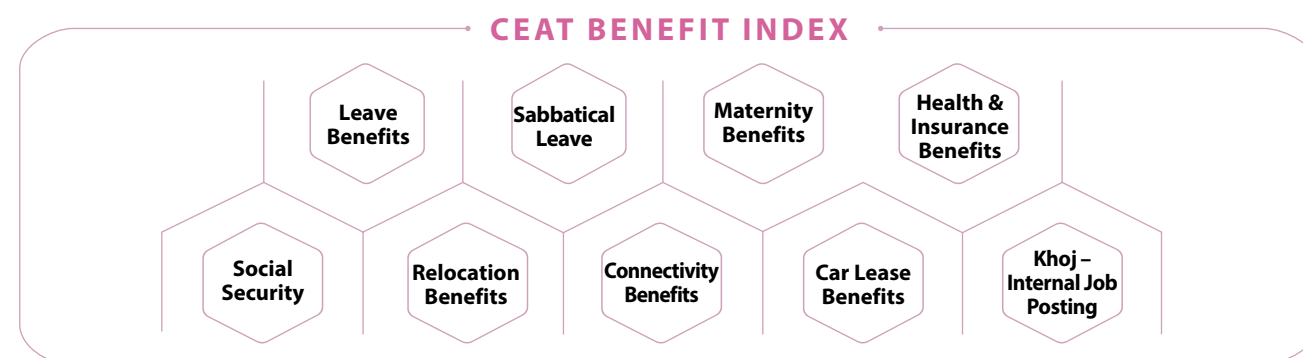 CEAT BENEFIT INDEX
Leave
Benefits
Sabbatical
Leave
Maternity
Benefits
Health &
Insurance
Benefits
Social
Security
Relocation
Benefits
Connectivity
Benefits
Car Lease
Benefits
Khoj –
Internal Job
Posting